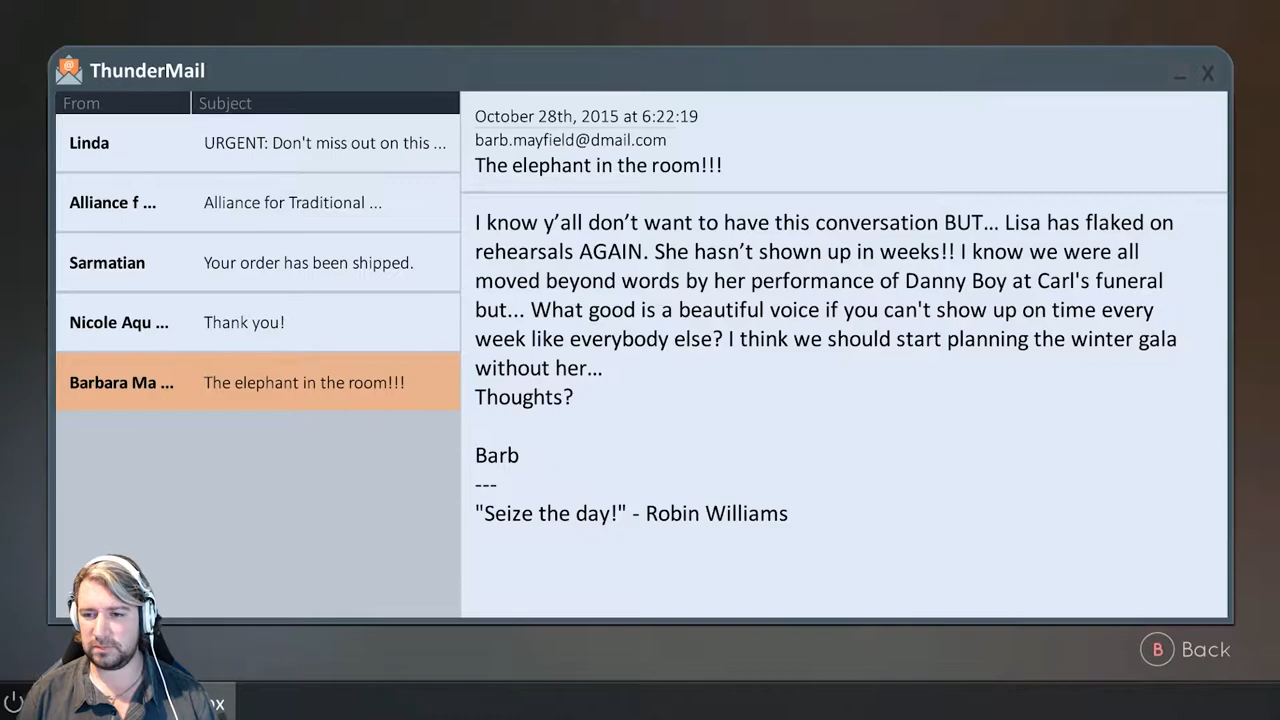 ThunderMail
From
Subject
Linda
URGENT: Don't miss out on this ...
Alliance f ...
Alliance for Traditional ...
Sarmatian
Your order has been shipped.
Nicole Aqu ...
Thank you!
Barbara Ma ...
The elephant in the room!!!
October 28th, 2015 at 6:22:19
barb.mayfield@dmail.com
The elephant in the room!!!
I know y’all don’t want to have this conversation BUT… Lisa has flaked on
rehearsals AGAIN. She hasn’t shown up in weeks!! I know we were all
moved beyond words by her performance of Danny Boy at Carl's funeral
but... What good is a beautiful voice if you can't show up on time every
week like everybody else? I think we should start planning the winter gala
without her…
Thoughts?
Barb
---
"Seize the day!" - Robin Williams
B Back